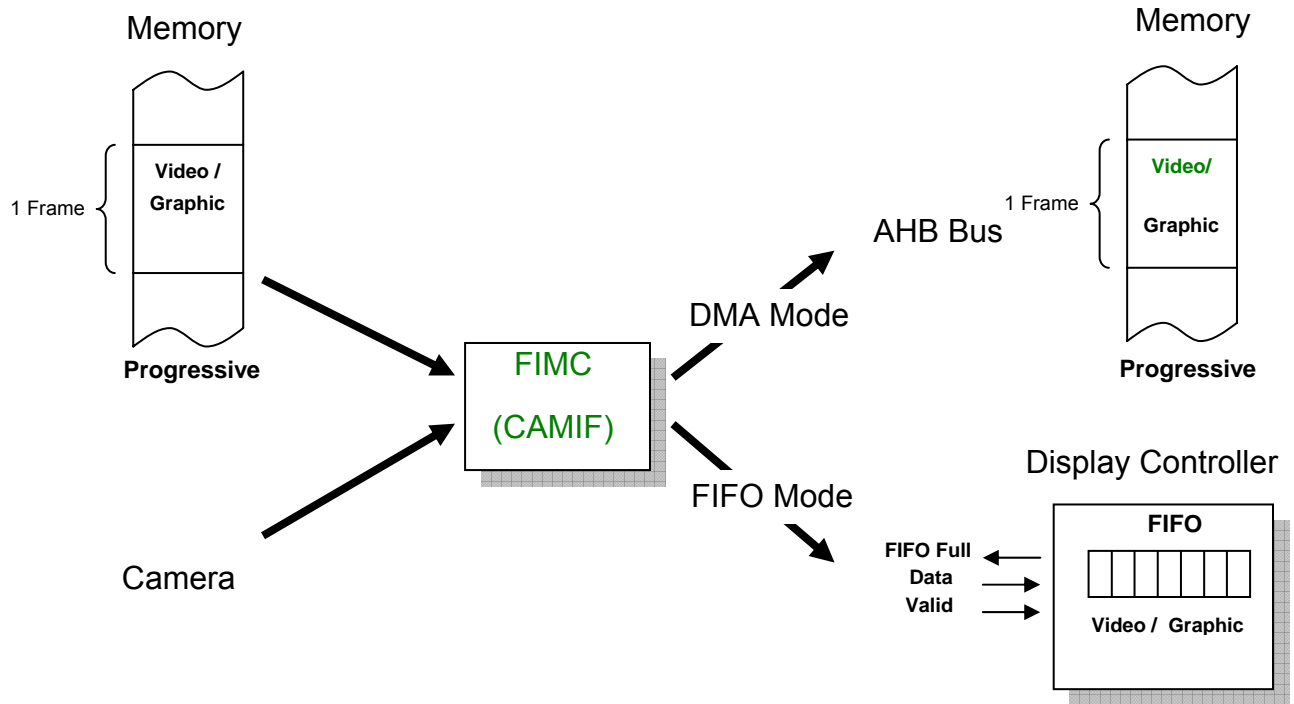 Memory
Video /
Graphic
1 Frame
Progressive
Camera
FIMC
(CAMIF)
DMA Mode
FIFO Mode
AHB Bus
Memory
Video/
Graphic
1 Frame
Progressive
Display Controller
FIFO
FIFO Full
Data
Valid
Video / Graphic